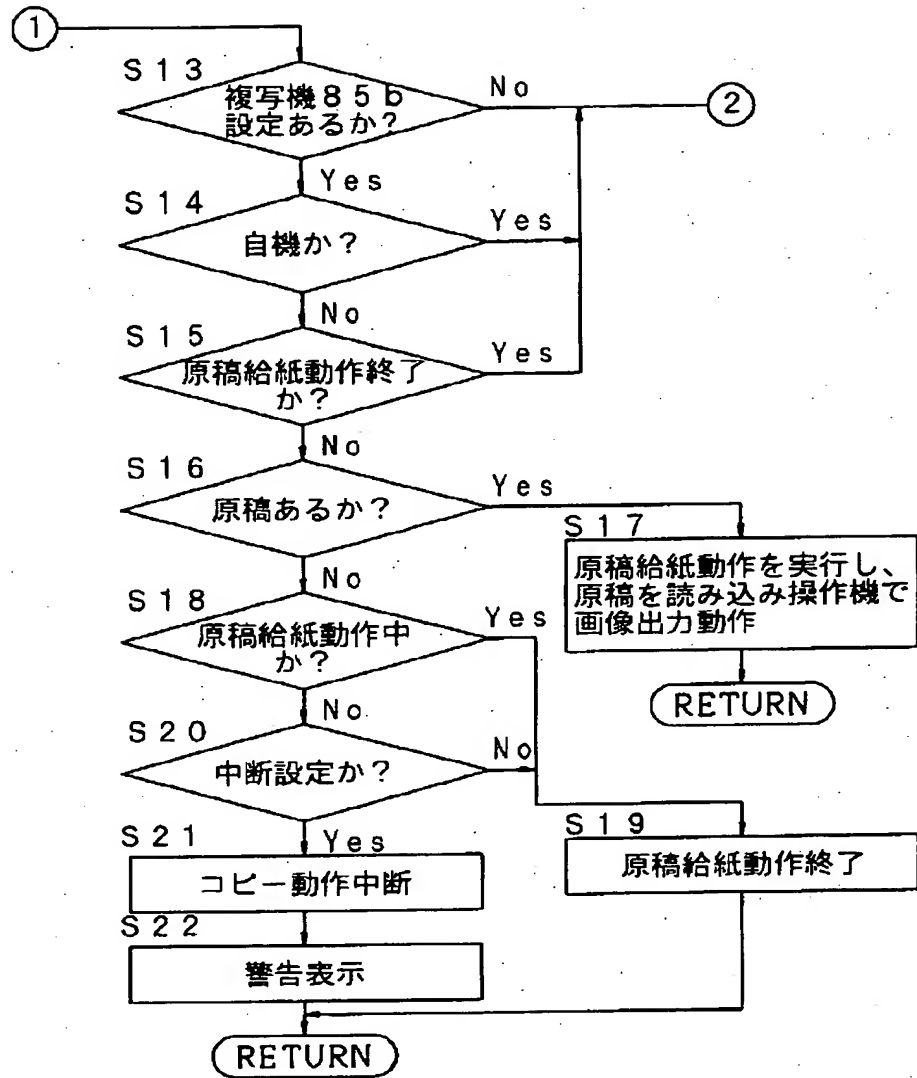 ①
S13
複写機85b
設定あるか?
No
②
Yes
S14
自機か?
Yes
No
S15
原稿給紙動作終了
か?
Yes
No
S16
原稿あるか?
Yes
S17
原稿給紙動作を実行し、
原稿を読み込み操作機で
画像出力動作
RETURN
No
S18
原稿給紙動作中
か?
Yes
No
S20
中断設定か?
No
S19
原稿給紙動作終了
Yes
S21
コピー動作中断
S22
警告表示
RETURN